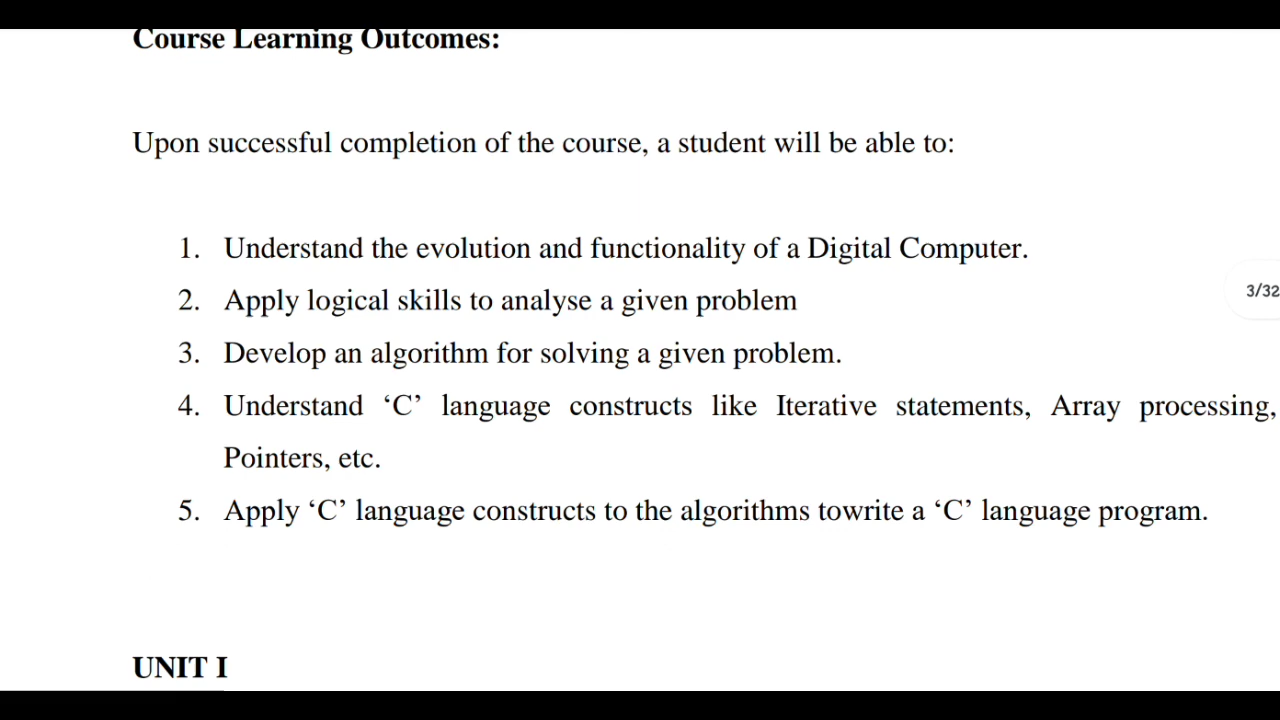 Course Learning Outcomes:
Upon successful completion of the course, a student will be able to:
1. Understand the evolution and functionality of a Digital Computer.
2. Apply logical skills to analyse a given problem
3/32
3. Develop an algorithm for solving a given problem.
4. Understand ‘C’ language constructs like Iterative statements, Array processing,
Pointers, etc.
5. Apply ‘C’ language constructs to the algorithms towrite a ‘C’ language program.
UNIT I